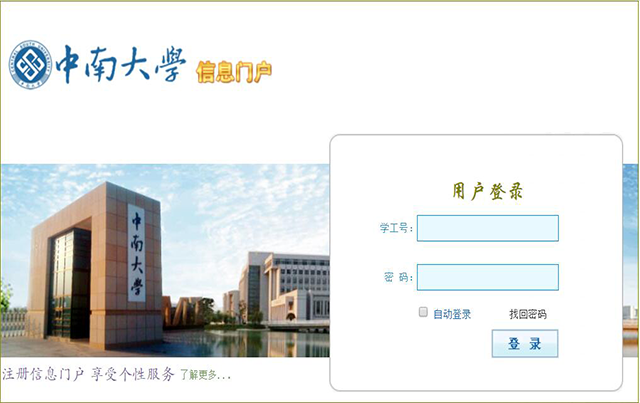 中南大学 信息门户
中南大学
用户登录
学工号：
密 码：
自动登录 找回密码
登 录
注册信息门户 享受个性服务 了解更多...